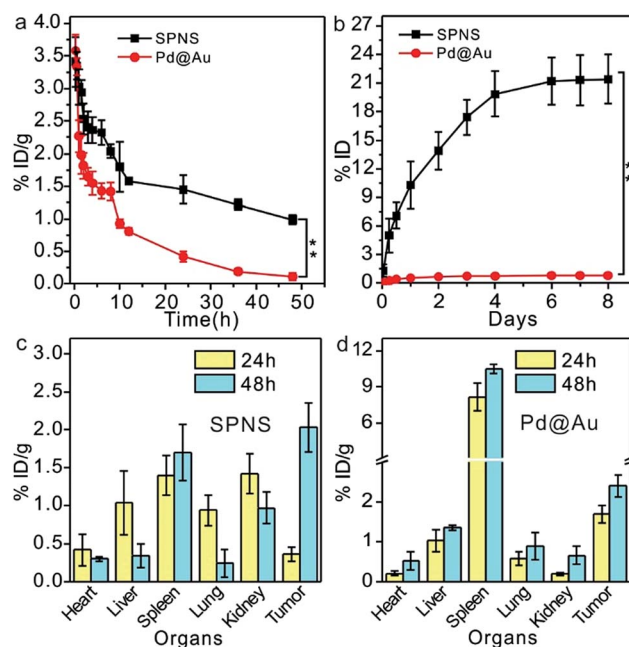 a
SPNS
Pd@Au
% ID/g
4.0
3.5
3.0
2.5
2.0
1.5
1.0
0.5
0.0
0 10 20 30 40 50
Time(h)
**
b
SPNS
Pd@Au
% ID
27
24
21
18
15
12
9
6
3
0
0 2 4 6 8
Days
**
c
24h
48h
SPNS
% ID/g
3.0
2.5
2.0
1.5
1.0
0.5
0.0
Heart Liver Spleen Lung Kidney Tumor
Organs
d
24h
48h
Pd@Au
% ID/g
12
9
6
2
1
0
Heart Liver Spleen Lung Kidney Tumor
Organs